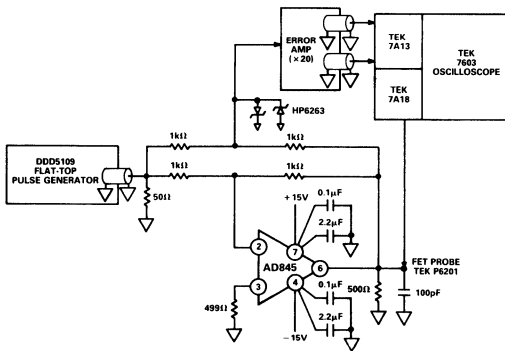 ERROR
AMP
(×20)
TEK
7A13
TEK
7603
OSCILLOSCOPE
TEK
7A18
HP6263
1kΩ
1kΩ
DDD5109
FLAT-TOP
PULSE GENERATOR
1kΩ
1kΩ
50Ω
+15V
0.1µF
2.2µF
2
7
AD845
6
3
4
FET PROBE
TEK P6201
0.1µF
500Ω
100pF
499Ω
2.2µF
−15V